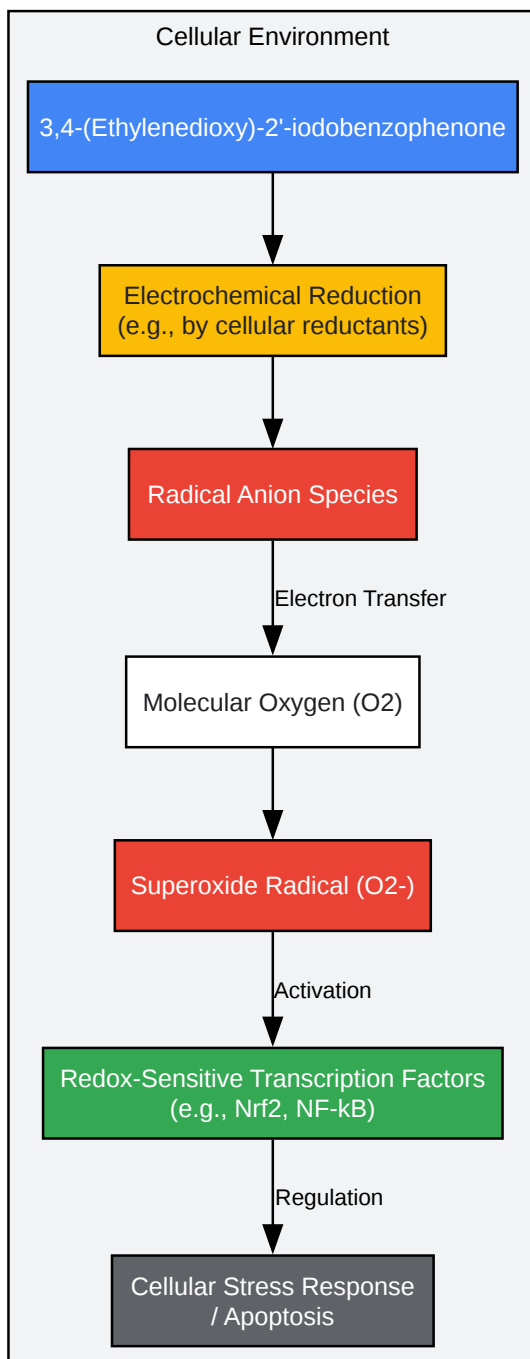 Cellular Environment
3,4-(Ethylenedioxy)-2'-iodobenzophenone
Electrochemical Reduction
(e.g., by cellular reductants)
Radical Anion Species
Electron Transfer
Molecular Oxygen (O2)
Superoxide Radical (O2-)
Activation
Redox-Sensitive Transcription Factors
(e.g., Nrf2, NF-kB)
Regulation
Cellular Stress Response
/ Apoptosis